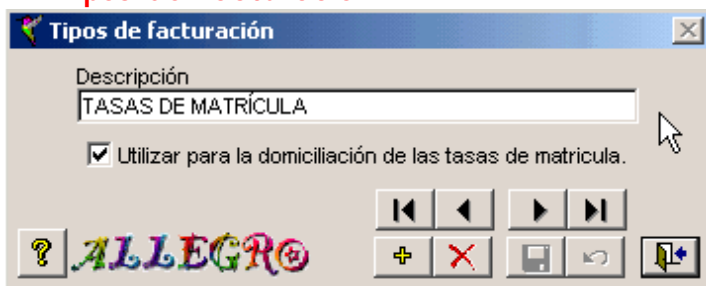 Tipos de facturación
Descripción
TASAS DE MATRÍCULA
Utilizar para la domiciliación de las tasas de matricula.
?
ALLEGRO